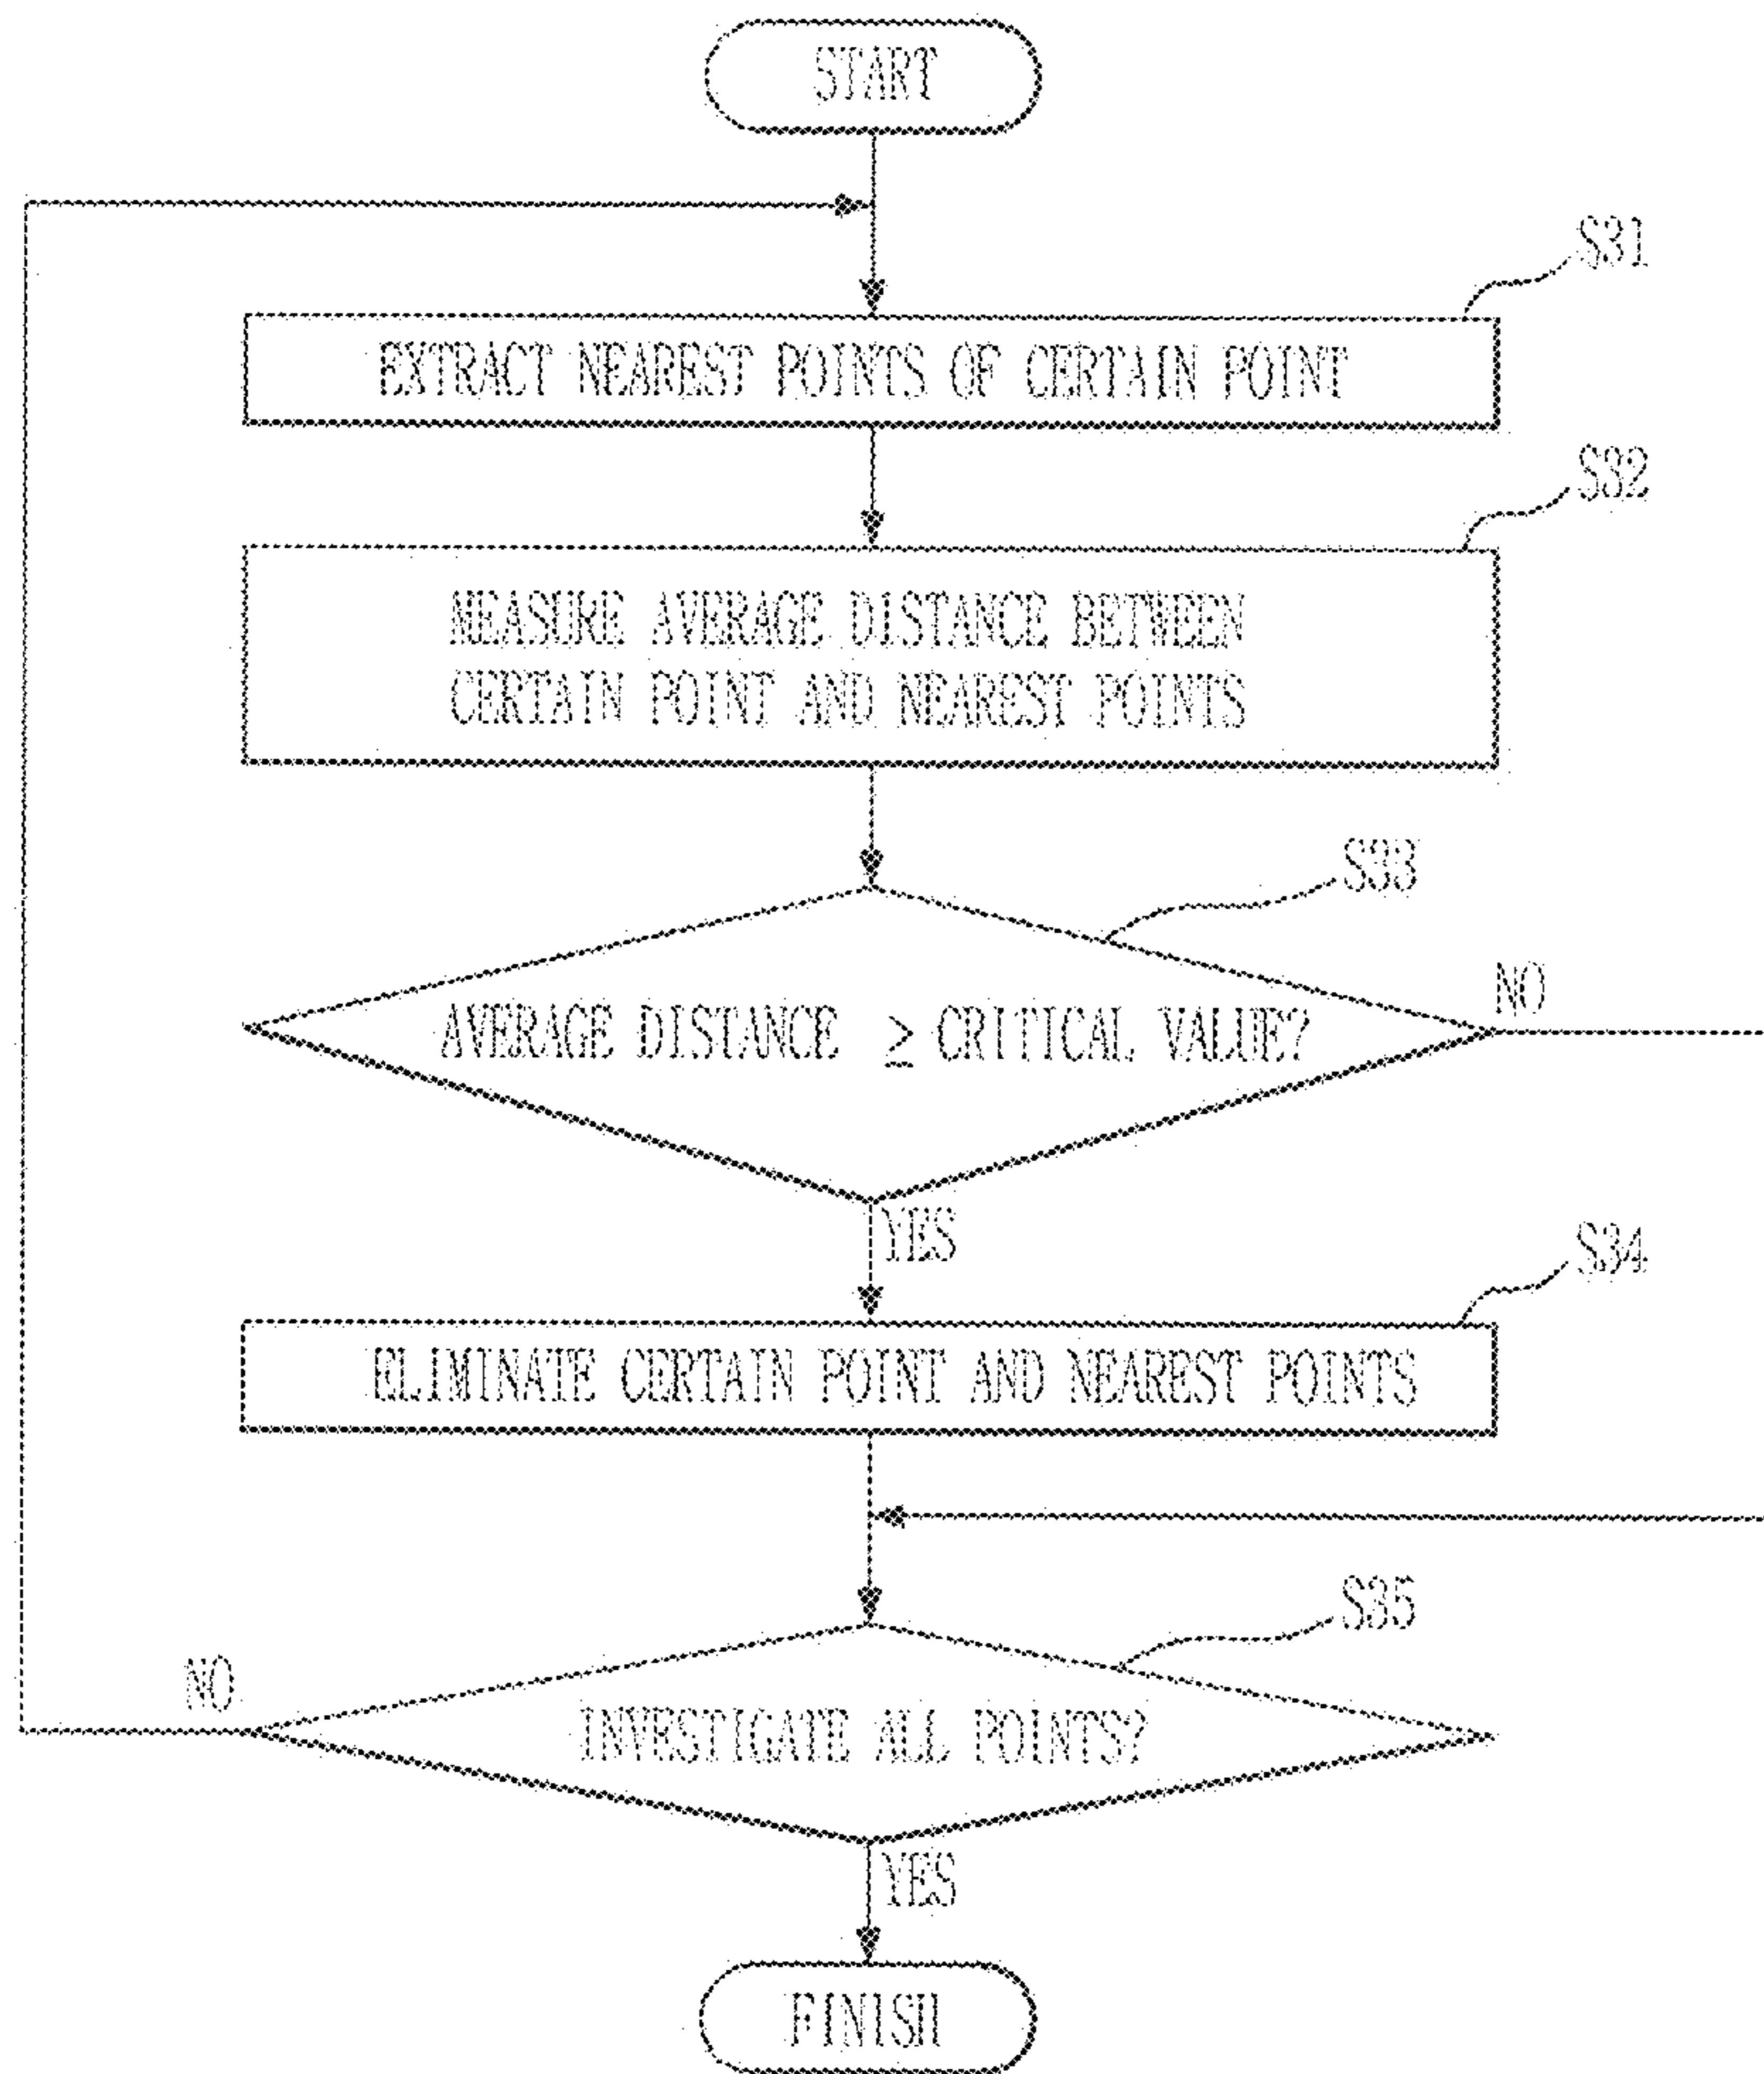 START
S31
EXTRACT NEAREST POINTS OF CERTAIN POINT
S32
MEASURE AVERAGE DISTANCE BETWEEN
CERTAIN POINT AND NEAREST POINTS
S33
AVERAGE DISTANCE ≥ CRITICAL VALUE?
NO
YES
S34
ELIMINATE CERTAIN POINT AND NEAREST POINTS
S35
NO
INVESTIGATE ALL POINTS?
YES
FINISH